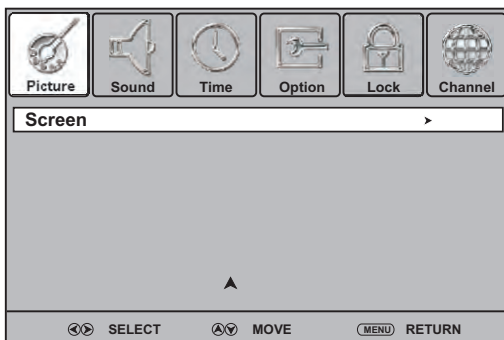 Picture Sound Time Option Lock Channel
Screen
SELECT MOVE MENU RETURN